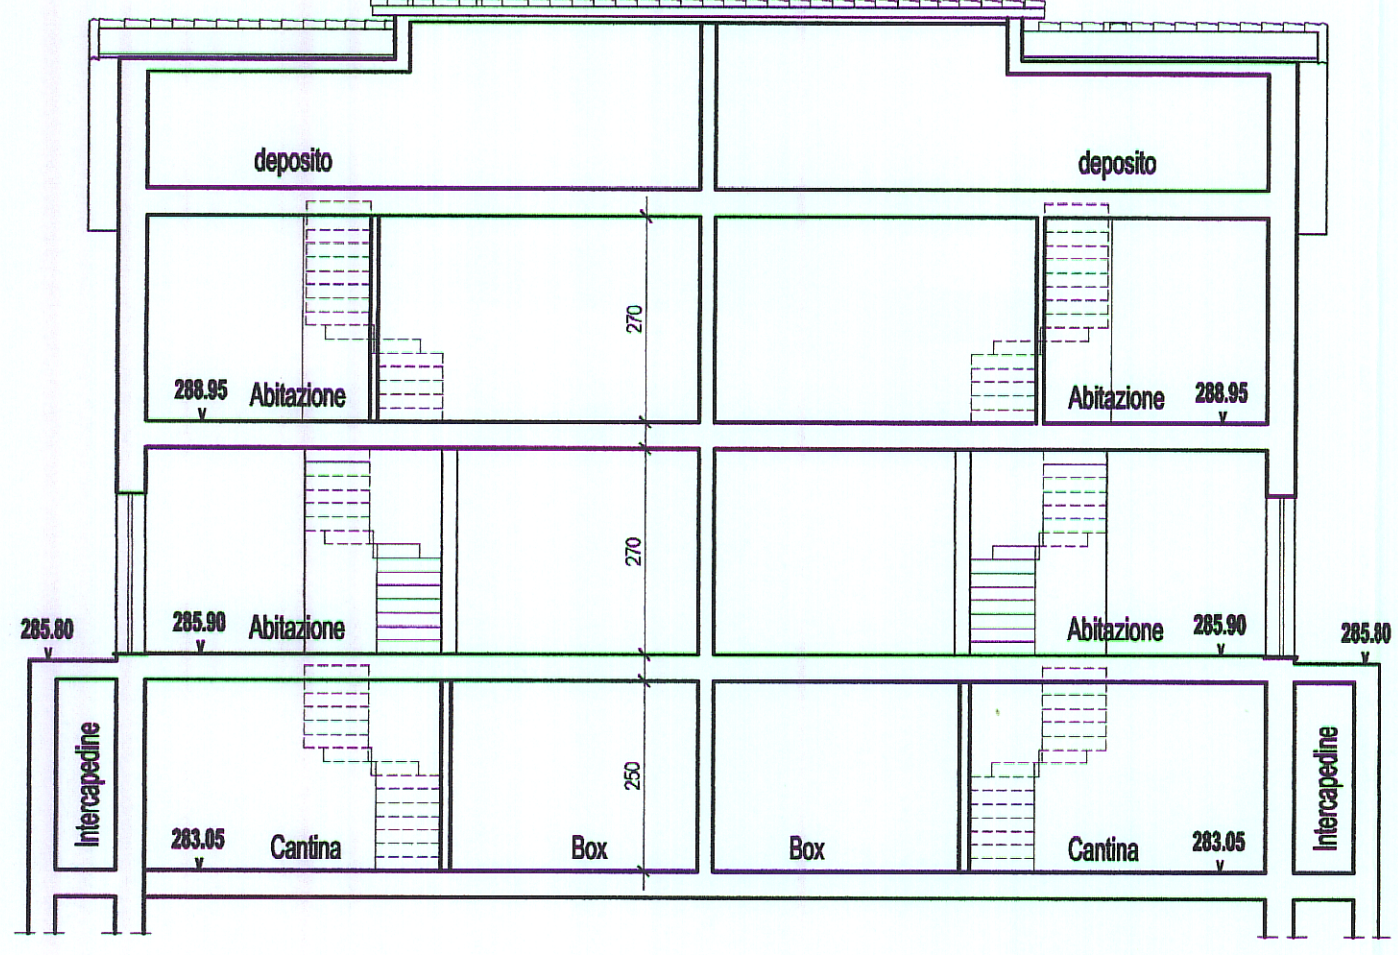 deposito
deposito
270
288.95
Abitazione
Abitazione
288.95
270
285.80
285.90
Abitazione
Abitazione
285.90
285.80
Intercapedine
250
Intercapedine
283.05
Cantina
Box
Box
Cantina
283.05